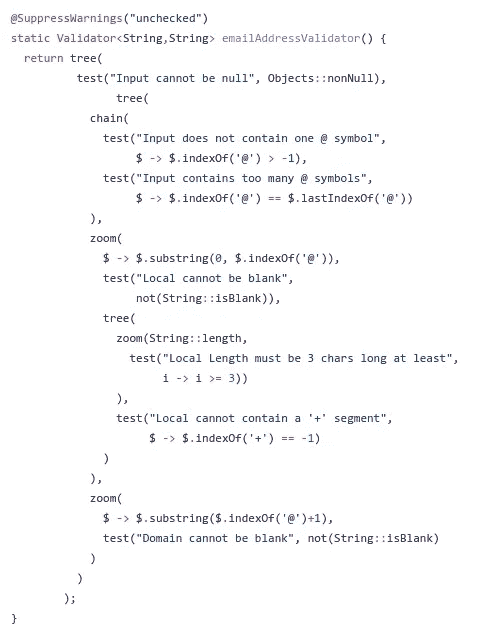 @SuppressWarnings("unchecked")
static Validator<String,String> emailAddressValidator() {
  return tree(
          test("Input cannot be null", Objects::nonNull),
                tree(
            chain(
              test("Input does not contain one @ symbol",
                   $ -> $.indexOf('@') > -1),
              test("Input contains too many @ symbols",
                   $ -> $.indexOf('@') == $.lastIndexOf('@'))
            ),
            zoom(
              $ -> $.substring(0, $.indexOf('@')),
              test("Local cannot be blank",
                   not(String::isBlank)),
              tree(
                zoom(String::length,
                  test("Local Length must be 3 chars long at least",
                       i -> i >= 3))
                ),
                test("Local cannot contain a '+' segment",
                     $ -> $.indexOf('+') == -1)
              )
            ),
            zoom(
              $ -> $.substring($.indexOf('@')+1),
              test("Domain cannot be blank", not(String::isBlank)
            )
          )
        );
}